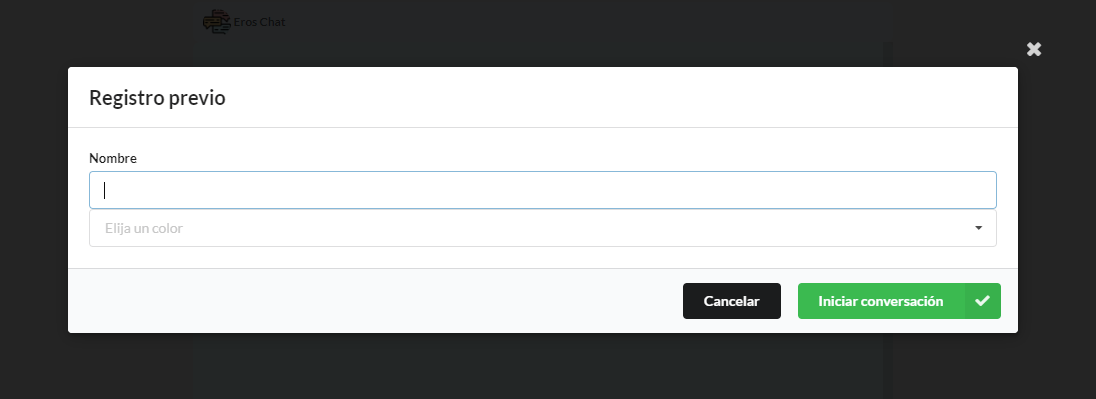 Eros Chat
Registro previo
Nombre
Elija un color
Cancelar
Iniciar conversación